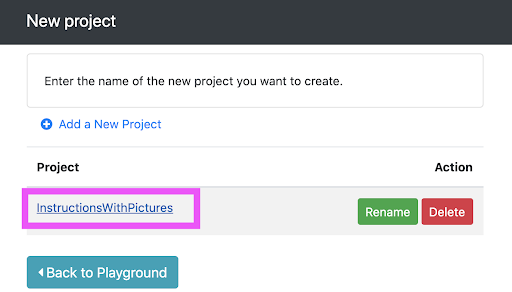 New project
Enter the name of the new project you want to create.
Add a New Project
Project Action
InstructionsWithPictures Rename Delete
Back to Playground